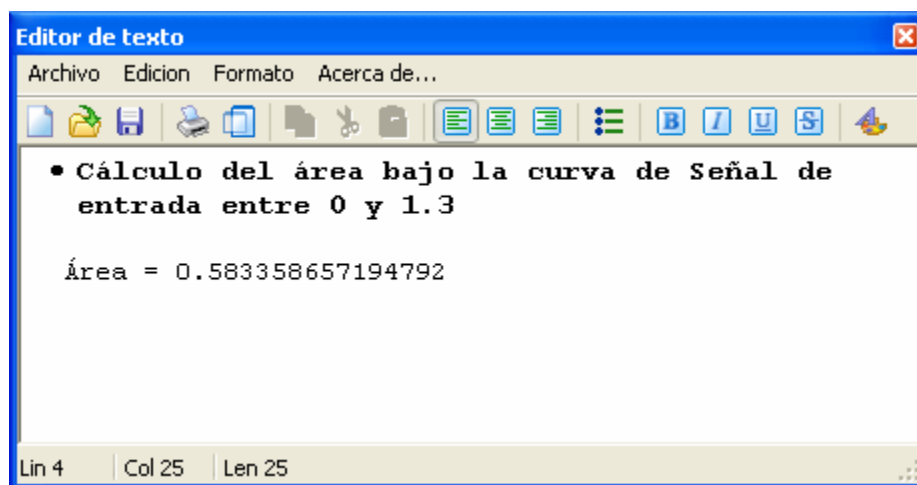 Editor de texto
Archivo Edicion Formato Acerca de...
B I U S
• Cálculo del área bajo la curva de Señal de
entrada entre 0 y 1.3
Área = 0.583358657194792
Lin 4 Col 25 Len 25